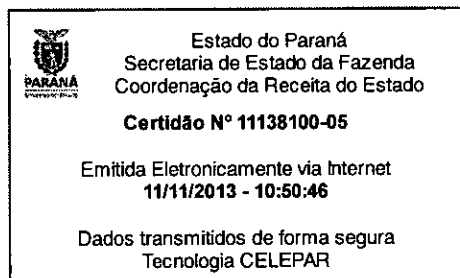 Estado do Paraná
Secretaria de Estado da Fazenda
PARANÁ
Coordenação da Receita do Estado
Certidão Nº 11138100-05
Emitida Eletronicamente via Internet
11/11/2013 - 10:50:46
Dados transmitidos de forma segura
Tecnologia CELEPAR